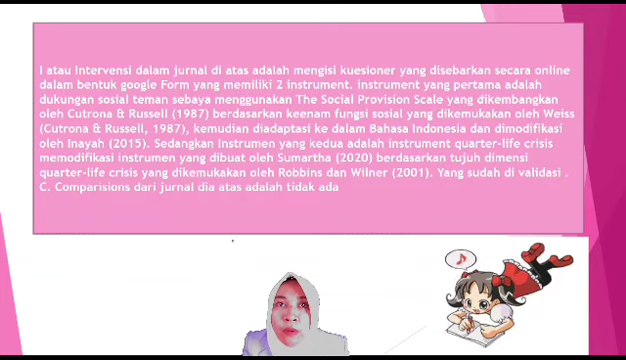 I atau Intervensi dalam jurnal di atas adalah mengisi kuesioner yang disebarkan secara online
dalam bentuk google Form yang memiliki 2 instrument. instrument yang pertama adalah
dukungan sosial teman sebaya menggunakan The Social Provision Scale yang dikembangkan
oleh Cutrona & Russell (1987) berdasarkan keenam fungsi sosial yang dikemukakan oleh Weiss
(Cutrona & Russell, 1987), kemudian diadaptasi ke dalam Bahasa Indonesia dan dimodifikasi
oleh Inayah (2015). Sedangkan Instrumen yang kedua adalah instrument quarter-life crisis
memodifikasi instrumen yang dibuat oleh Sumartha (2020) berdasarkan tujuh dimensi
quarter-life crisis yang dikemukakan oleh Robbins dan Wilner (2001). Yang sudah di validasi .
C. Comparisions dari jurnal dia atas adalah tidak ada